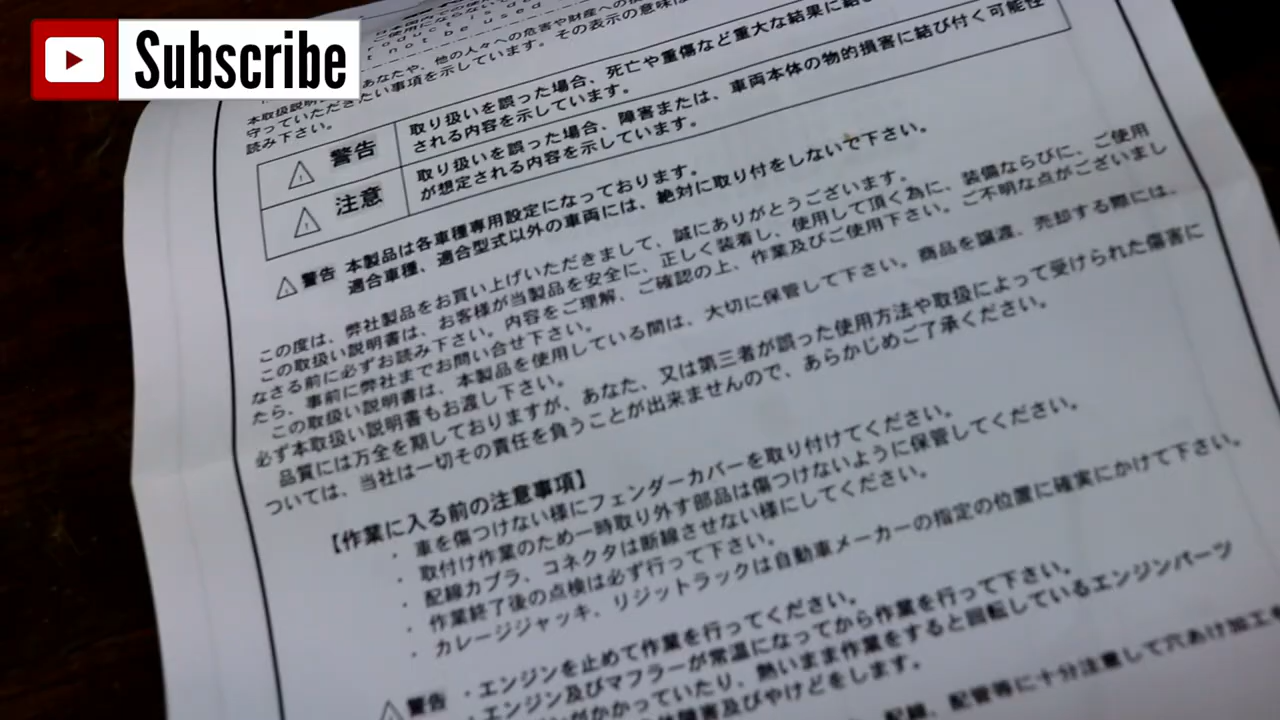 Subscribe
roduct is de
t not be used
あなたや、他の人々への危害や財産への
本取扱説明
守っていただきたい事項を示しています。その表示の意味は
読み下さい。
警告
取り扱いを誤った場合、死亡や重傷など重大な結果に結び
される内容を示しています。
注意
取り扱いを誤った場合、障害または、車両本体の物的損害に結び付く可能性
が想定される内容を示しています。
警告 本製品は各車種専用設定になっております。
適合車種、適合型式以外の車両には、絶対に取り付をしないで下さい。
この度は、弊社製品をお買い上げいただきまして、誠にありがとうございます。
この取扱い説明書は、お客様が当製品を安全に、正しく装着し、使用して頂く為に、装備ならびに、ご使用
なさる前に必ずお読み下さい。内容をご理解、ご確認の上、作業及びご使用下さい。ご不明な点がございまし
たら、事前に弊社までお問い合せ下さい。
この取扱い説明書は、本製品を使用している間は、大切に保管して下さい。商品を譲渡、売却する際には、
必ず本取扱い説明書もお渡し下さい。
品質には万全を期しておりますが、あなた、又は第三者が誤った使用方法や取扱によって受けられた傷害に
ついては、当社は一切その責任を負うことが出来ませんので、あらかじめご了承ください。
【作業に入る前の注意事項】
・ 車を傷つけない様にフェンダーカバーを取り付けてください。
・ 取付け作業のため一時取り外す部品は傷つけないように保管してください。
・ 配線カプラ、コネクタは断線させない様にしてください。
・ 作業終了後の点検は必ず行って下さい。
・ カレージジャッキ、リジットラックは自動車メーカーの指定の位置に確実にかけて下さい。
警告 ・エンジンを止めて作業を行ってください。
・エンジン及びマフラーが常温になってから作業を行って下さい。
がかかっていたり、熱いまま作業をすると回転しているエンジンパーツ
障害及びやけどをします。
配線、配管等に十分注意して穴あけ加工を